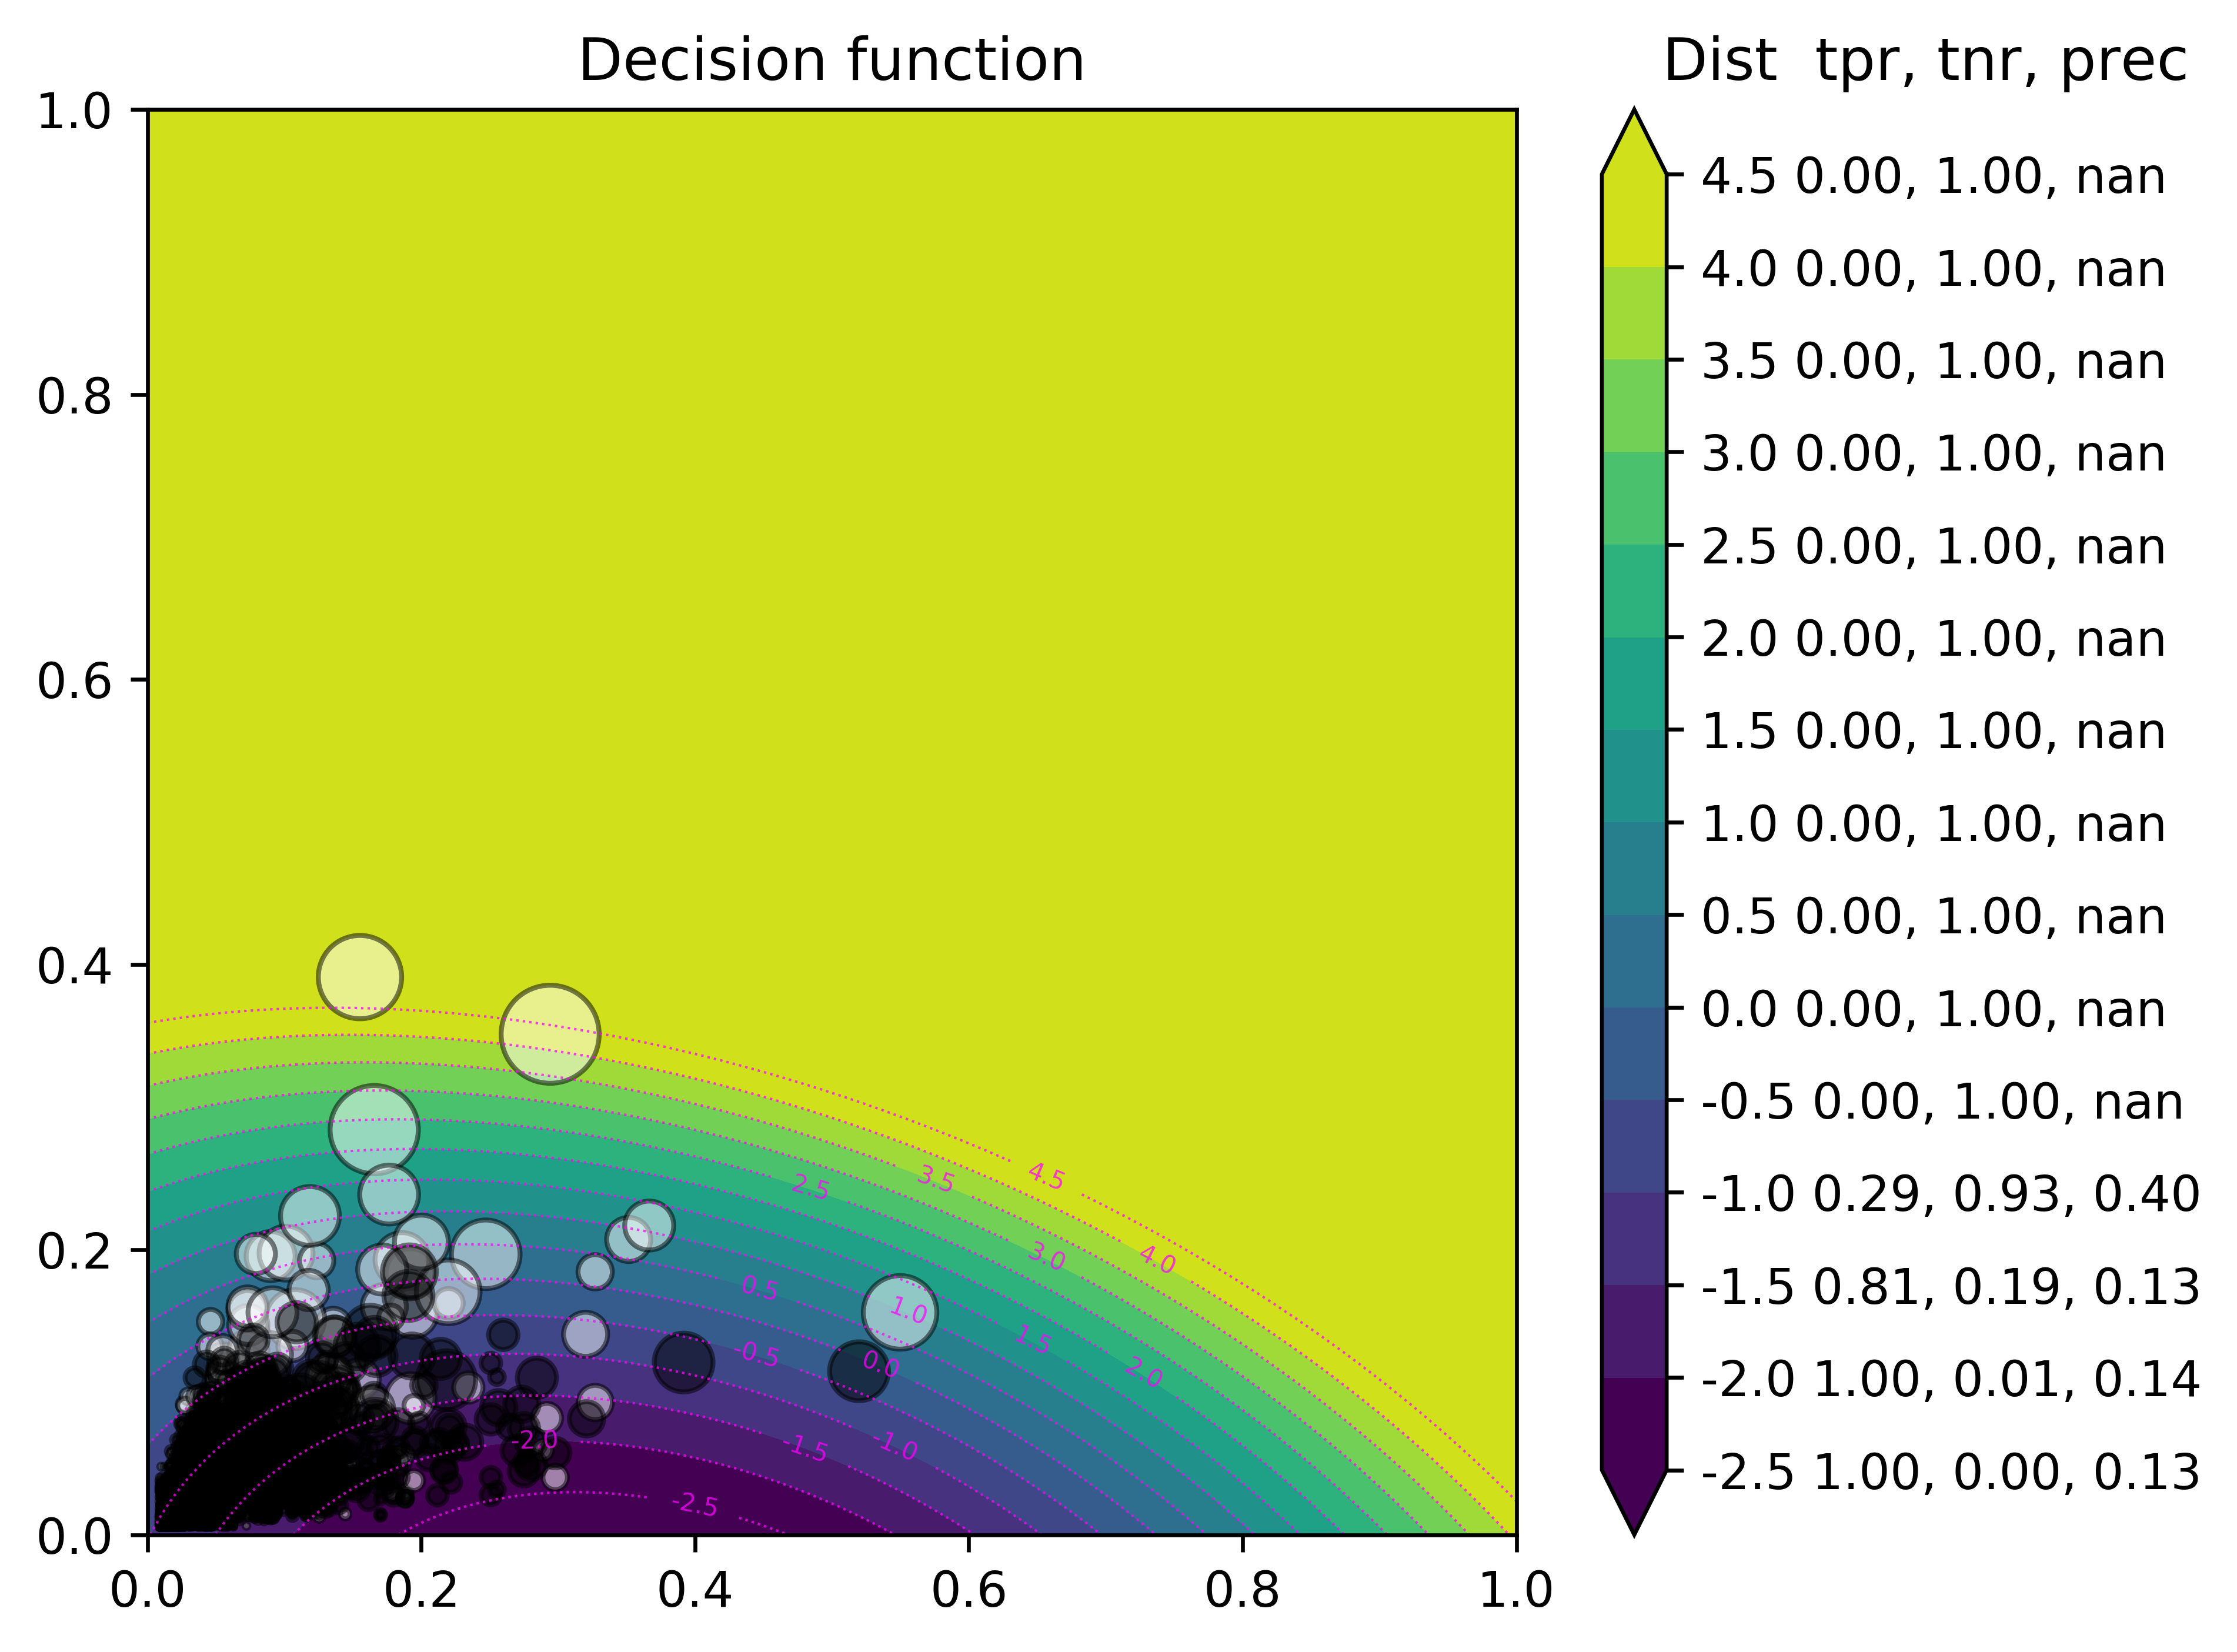 Decision function
Dist tpr, tnr, prec
1.0
0.8
0.6
0.4
0.2
0.0
0.0 0.2 0.4 0.6 0.8 1.0
4.5 0.00, 1.00, nan
4.0 0.00, 1.00, nan
3.5 0.00, 1.00, nan
3.0 0.00, 1.00, nan
2.5 0.00, 1.00, nan
2.0 0.00, 1.00, nan
1.5 0.00, 1.00, nan
1.0 0.00, 1.00, nan
0.5 0.00, 1.00, nan
0.0 0.00, 1.00, nan
-0.5 0.00, 1.00, nan
-1.0 0.29, 0.93, 0.40
-1.5 0.81, 0.19, 0.13
-2.0 1.00, 0.01, 0.14
-2.5 1.00, 0.00, 0.13
4.5
3.5
2.5
4.0
3.0
0.5
1.0
1.5
-0.5
0.0
2.0
-2.0
-1.5
-1.0
-2.5